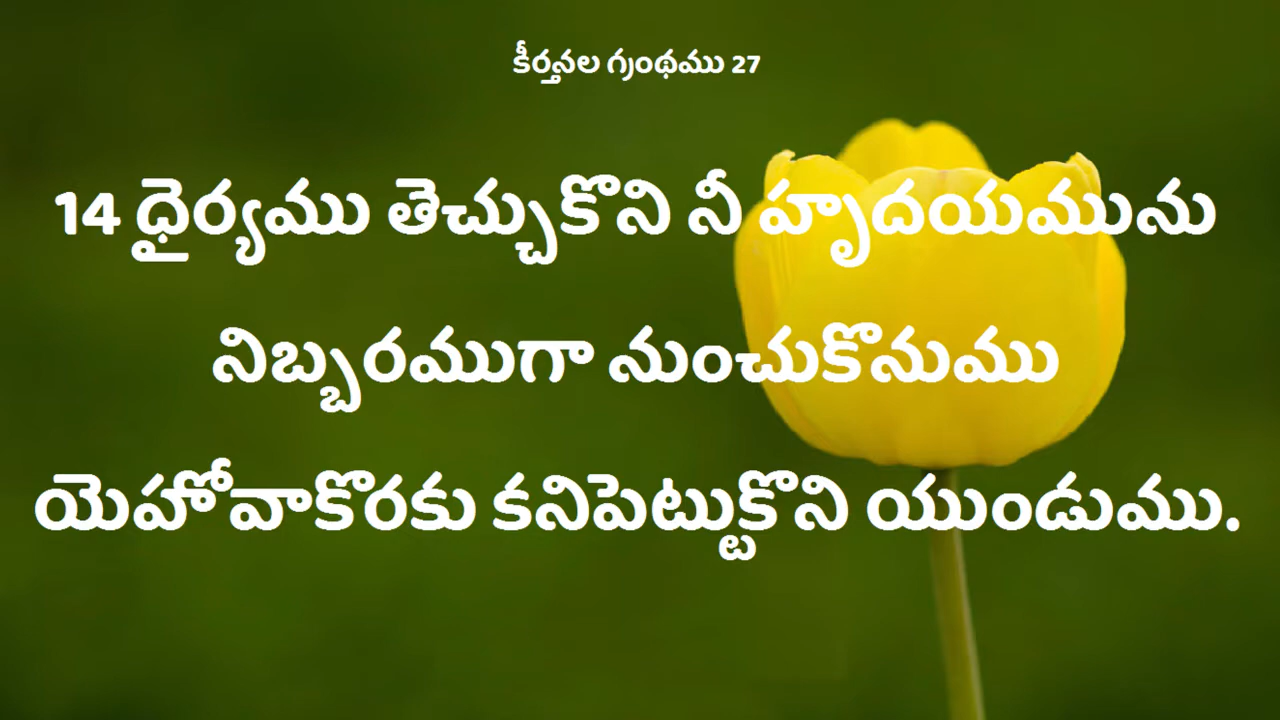 కీర్తనల గ్రంథము 27
14 ధైర్యము తెచ్చుకొని నీ హృదయమును
నిబ్బరముగా నుంచుకొనుము
యెహోవాకొరకు కనిపెట్టుకొని యుండుము.